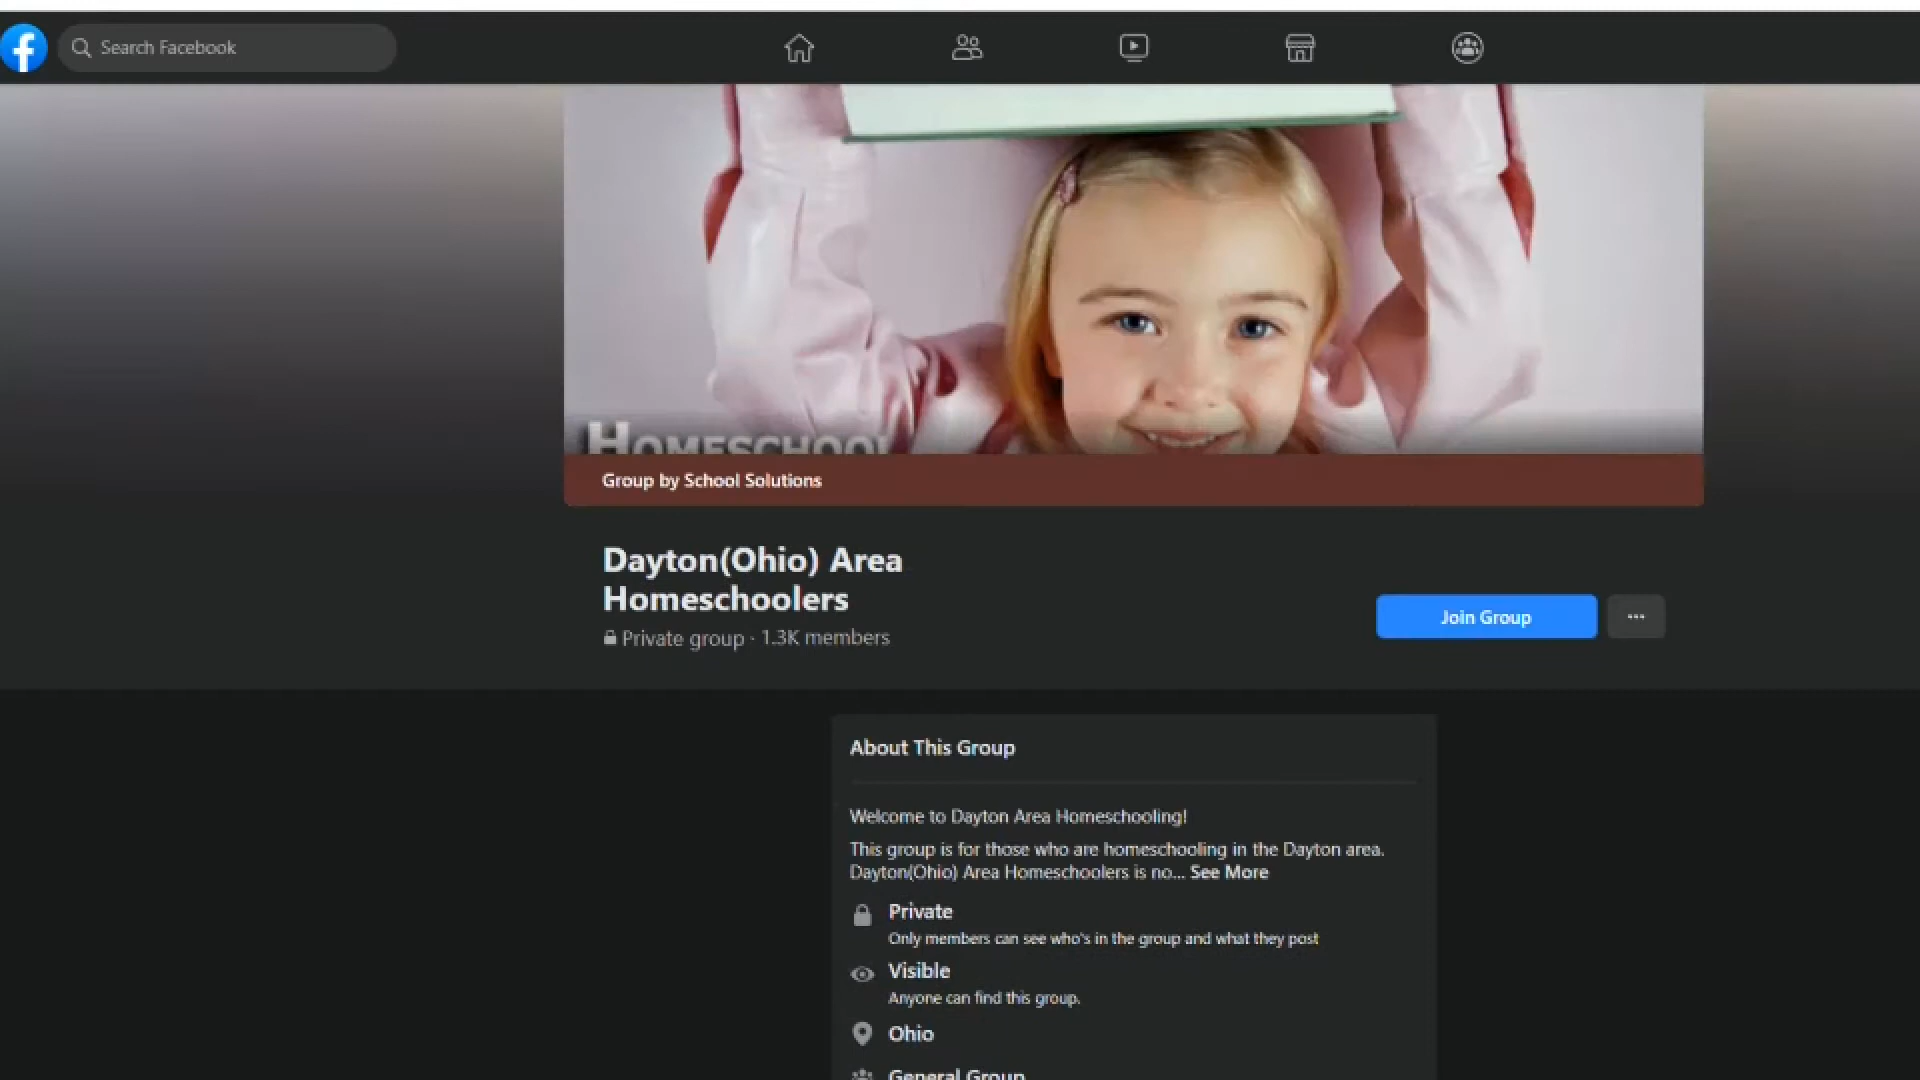 Search Facebook
HOMESCHOOL
Group by School Solutions
Dayton(Ohio) Area
Homeschoolers
Private group · 1.3K members
Join Group
About This Group
Welcome to Dayton Area Homeschooling!
This group is for those who are homeschooling in the Dayton area.
Dayton(Ohio) Area Homeschoolers is no... See More
Private
Only members can see who's in the group and what they post
Visible
Anyone can find this group.
Ohio
General Group